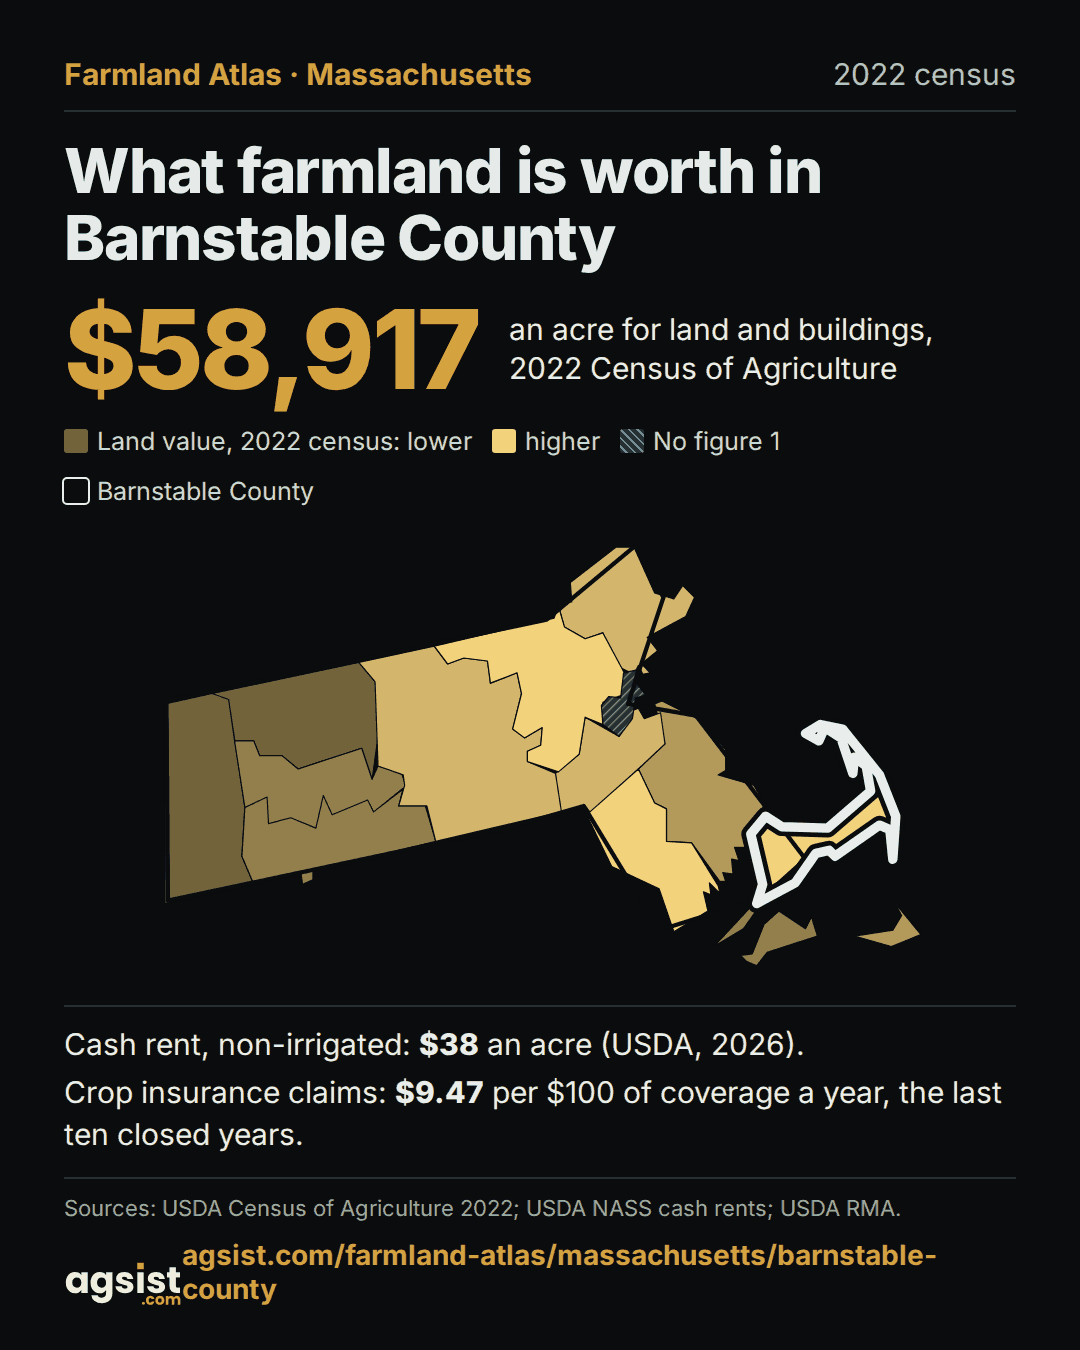 Farmland Atlas · Massachusetts
2022 census
What farmland is worth in
Barnstable County
$58,917
an acre for land and buildings,
2022 Census of Agriculture
Land value, 2022 census: lower
higher
No figure 1
Barnstable County
Cash rent, non-irrigated: $38 an acre (USDA, 2026).
Crop insurance claims: $9.47 per $100 of coverage a year, the last
ten closed years.
Sources: USDA Census of Agriculture 2022; USDA NASS cash rents; USDA RMA.
agsist
.com
agsist.com/farmland-atlas/massachusetts/barnstable-
county